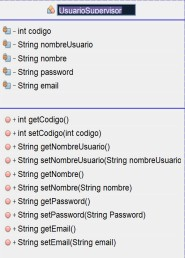 UsuarioSupervisor
- int codigo
- String nombreUsuario
- String nombre
- String password
- String email
+ int getCodigo()
+ int setCodigo(int codigo)
+ String getNombreUsuario()
+ String setNombreUsuario(String nombreUsuario
+ String getNombre()
+ String setNombre(String nombre)
+ String getPassword()
+ String setPassword(String Password)
+ String getEmail()
+ String setEmail(String email)